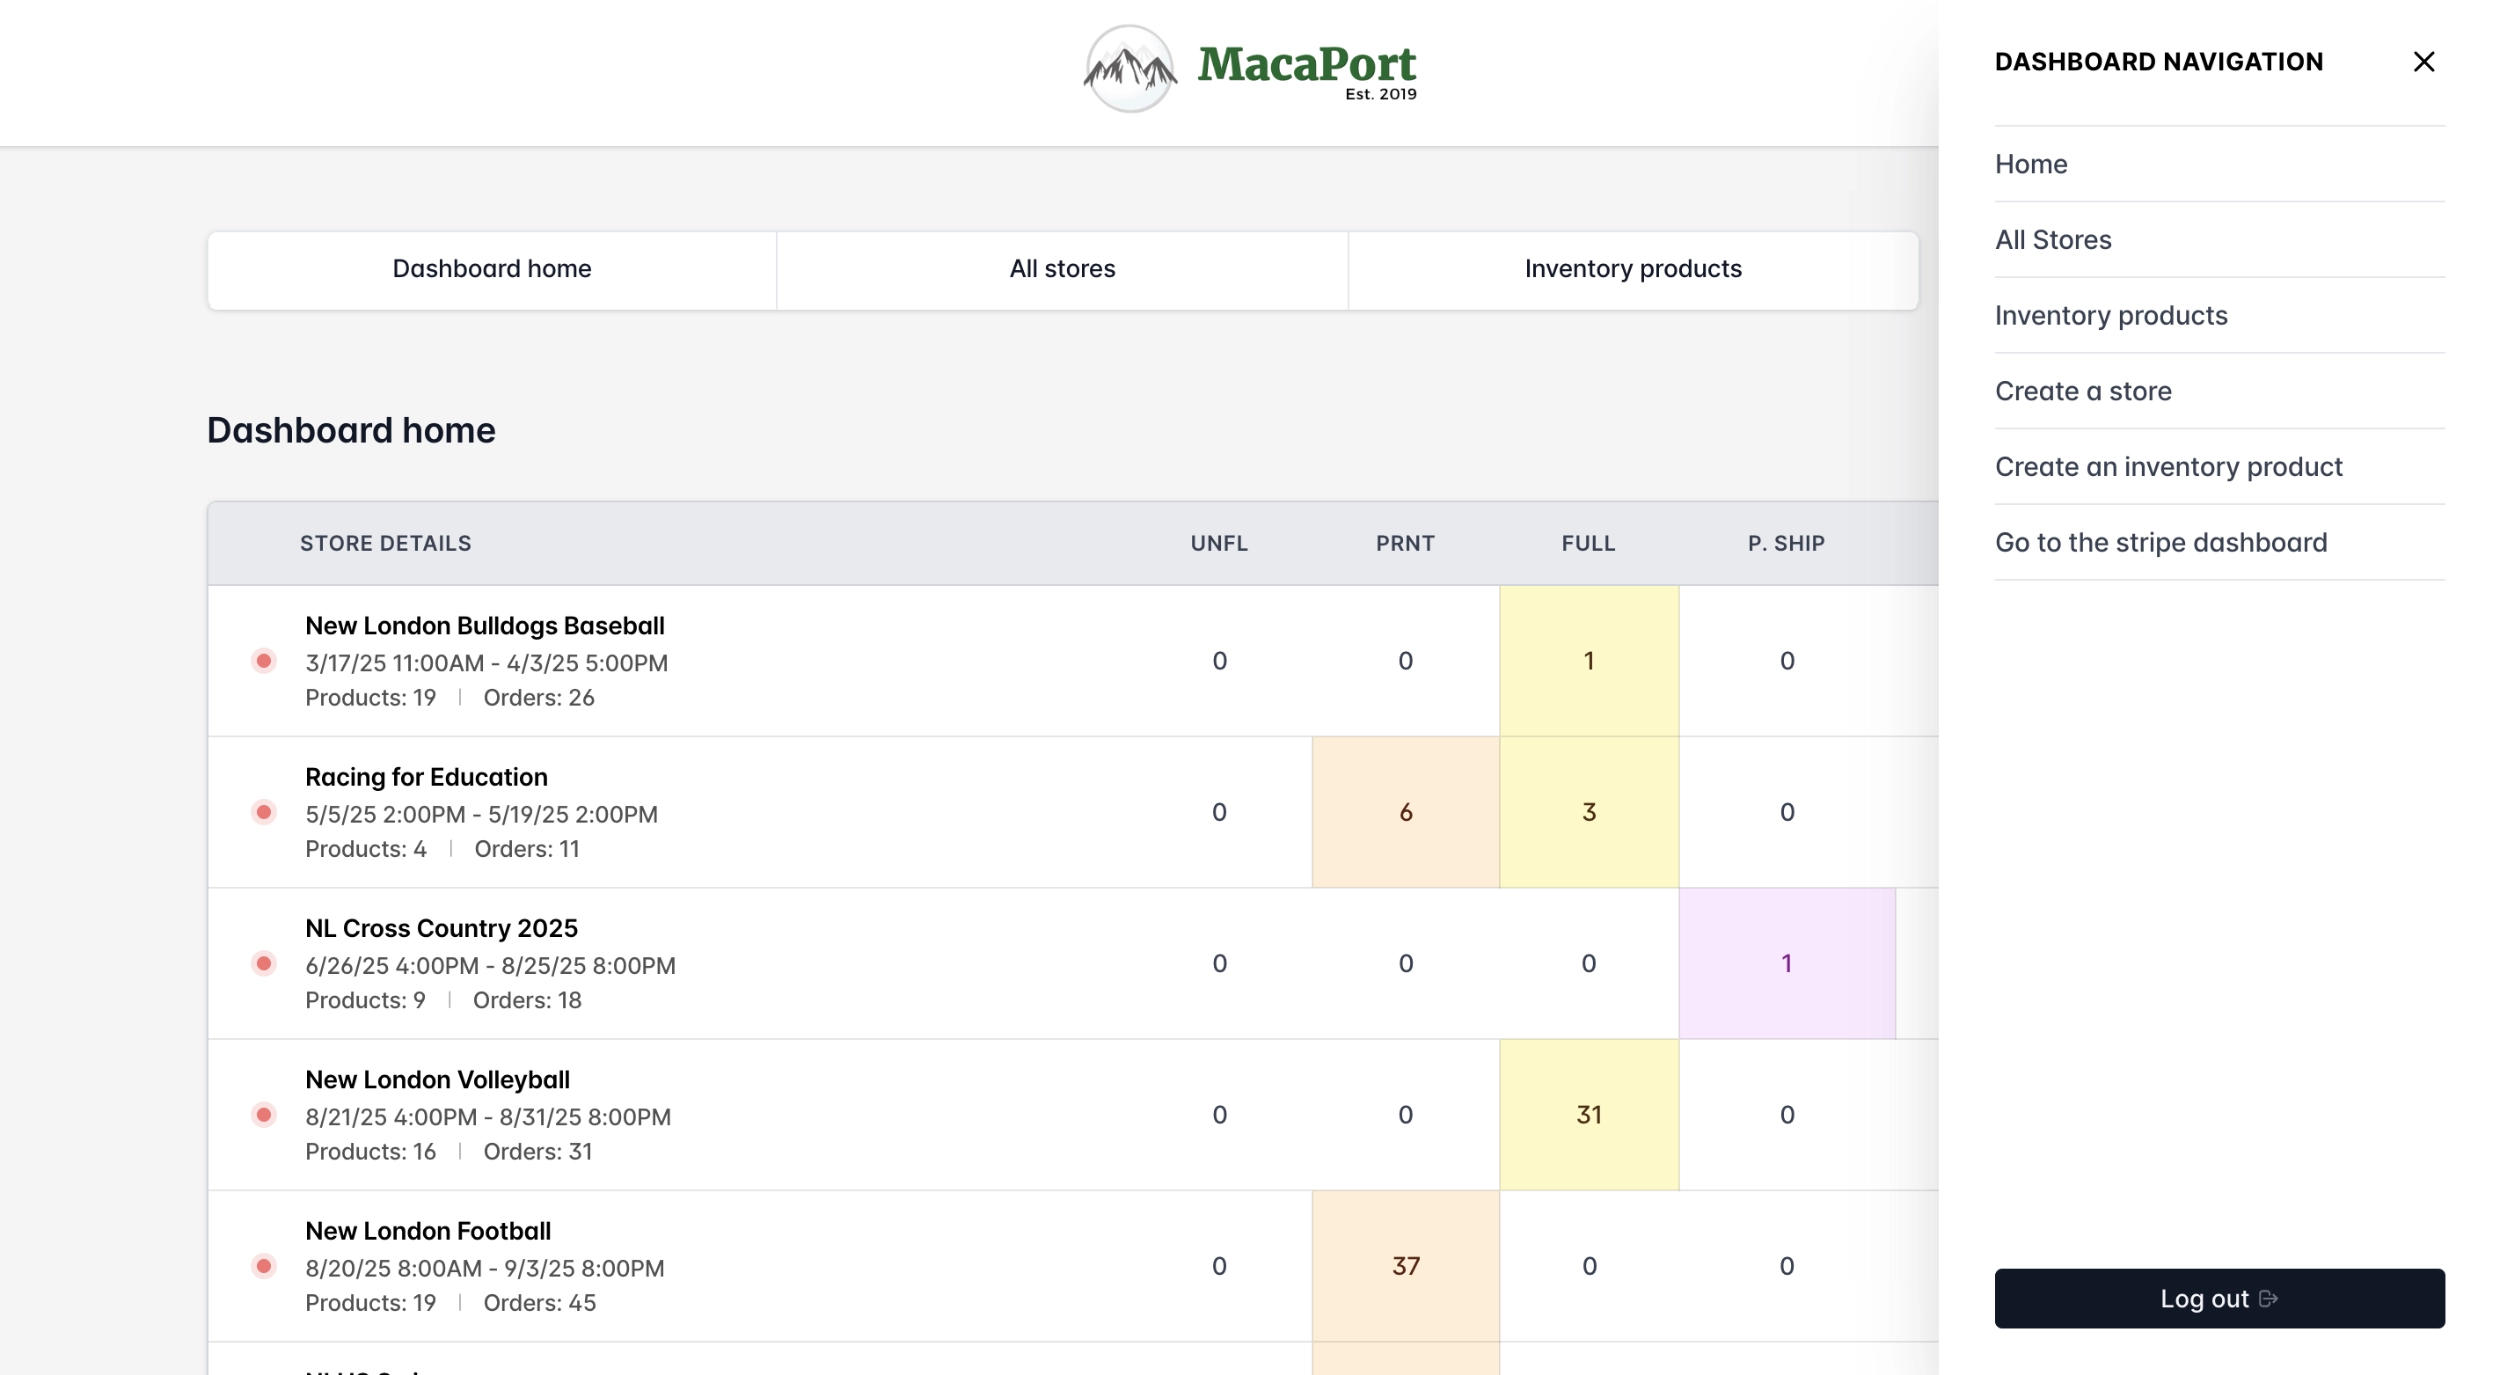 MacaPort
Est. 2019
DASHBOARD NAVIGATION
Home
All Stores
Inventory products
Create a store
Create an inventory product
Go to the stripe dashboard
Log out
Dashboard home
All stores
Inventory products
Dashboard home
STORE DETAILS UNFL PRNT FULL P. SHIP
New London Bulldogs Baseball
3/17/25 11:00AM - 4/3/25 5:00PM
Products: 19 | Orders: 26
0 0 1 0
Racing for Education
5/5/25 2:00PM - 5/19/25 2:00PM
Products: 4 | Orders: 11
0 6 3 0
NL Cross Country 2025
6/26/25 4:00PM - 8/25/25 8:00PM
Products: 9 | Orders: 18
0 0 0 1
New London Volleyball
8/21/25 4:00PM - 8/31/25 8:00PM
Products: 16 | Orders: 31
0 0 31 0
New London Football
8/20/25 8:00AM - 9/3/25 8:00PM
Products: 19 | Orders: 45
0 37 0 0